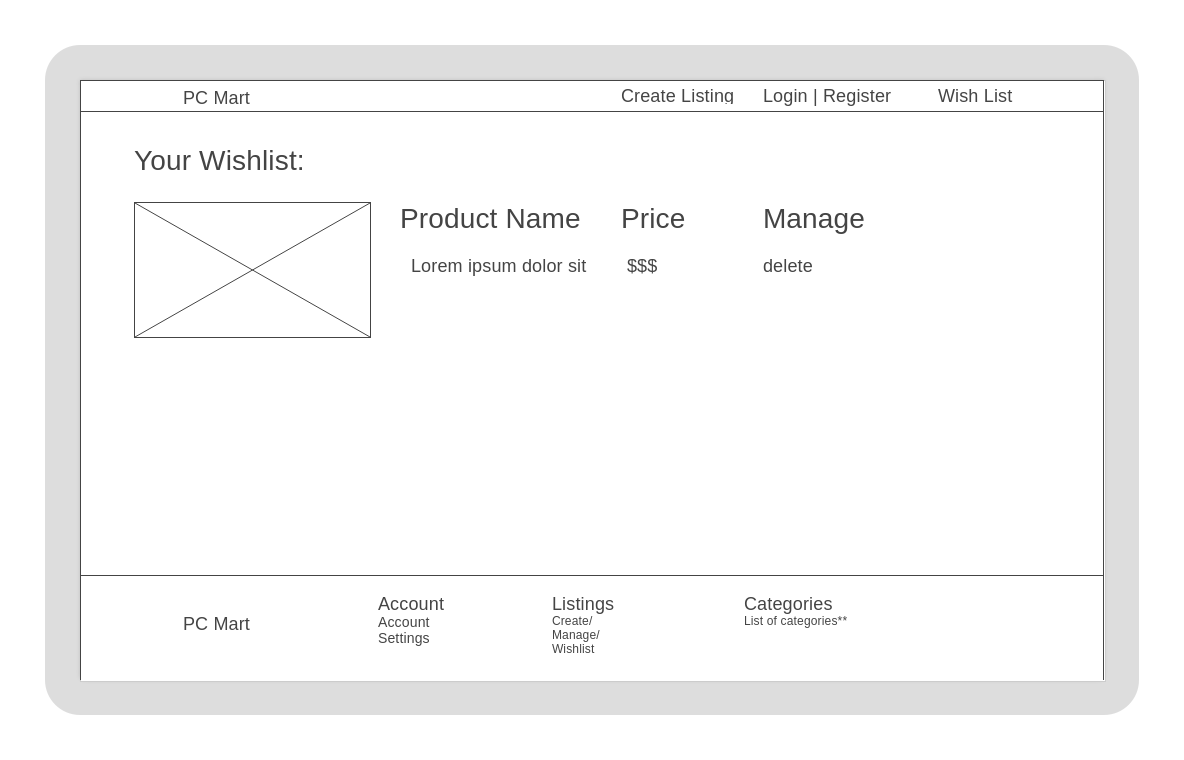 PC Mart Create Listing Login | Register Wish List
Your Wishlist:
Product Name Price Manage
Lorem ipsum dolor sit $$$ delete
PC Mart
Account
Account
Settings
Listings
Create/
Manage/
Wishlist
Categories
List of categories**